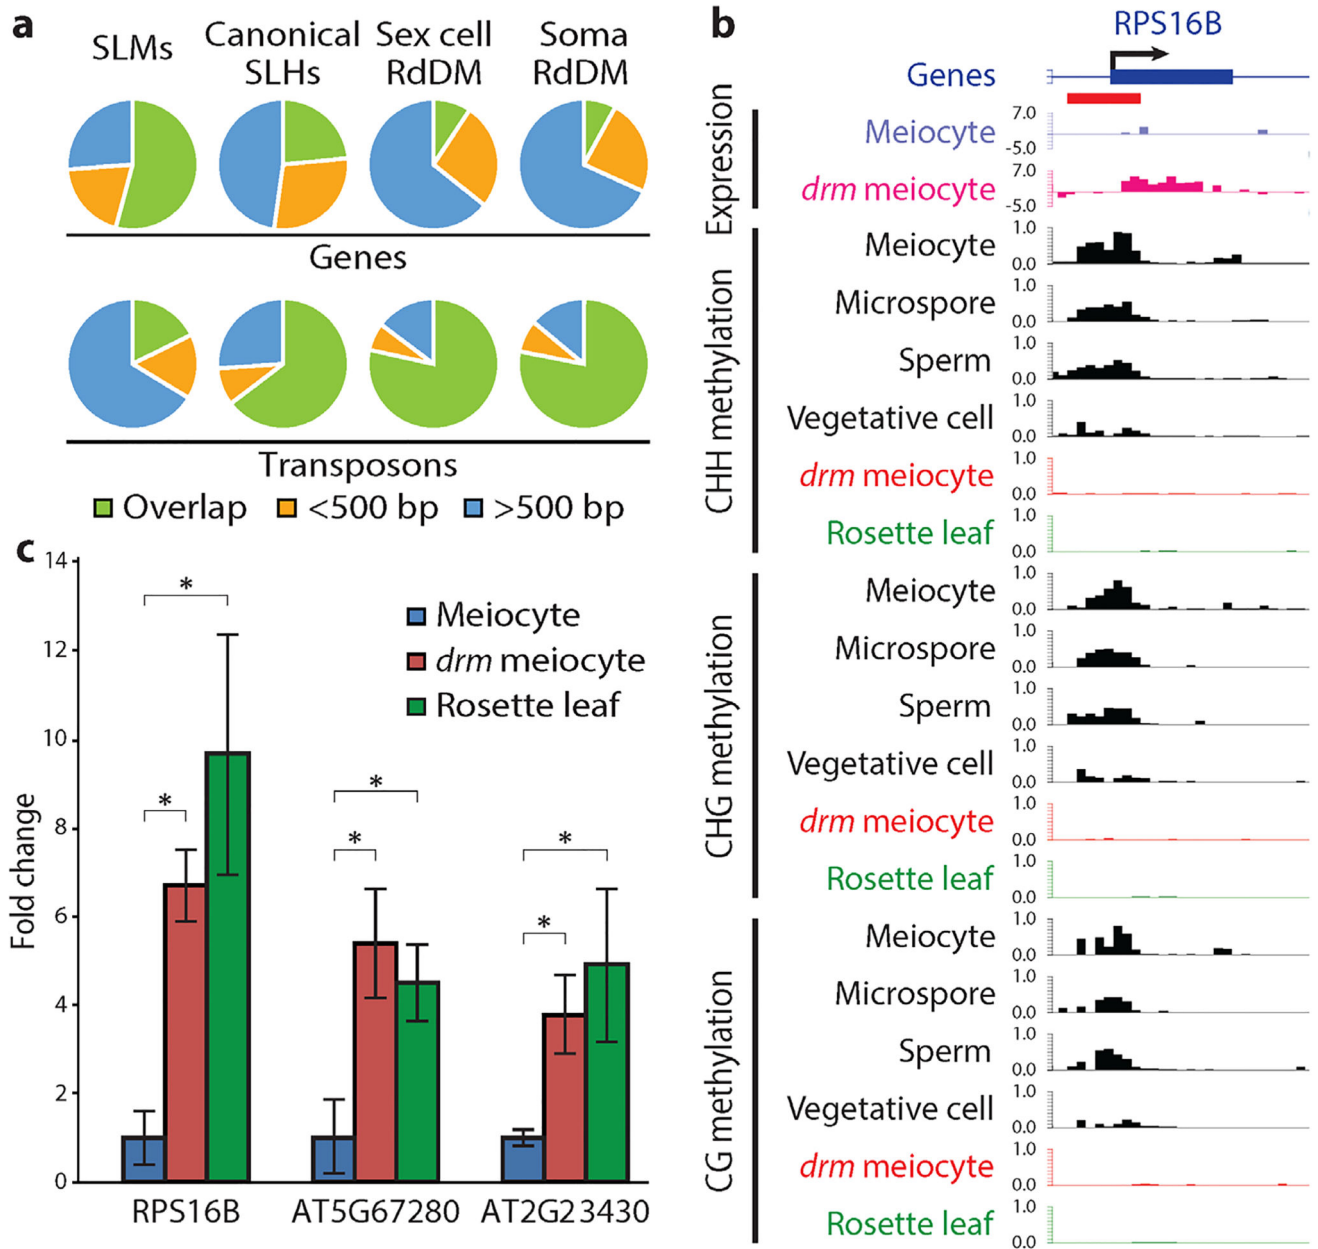 a
SLMs
Canonical
SLHs
Sex cell
RdDM
Soma
RdDM
Genes
Transposons
Overlap
<500 bp
>500 bp
b
RPS16B
Genes
Expression
Meiocyte
7.0
-5.0
drm meiocyte
7.0
-5.0
CHH methylation
Meiocyte
1.0
0.0
Microspore
1.0
0.0
Sperm
1.0
0.0
Vegetative cell
1.0
0.0
drm meiocyte
1.0
0.0
Rosette leaf
1.0
0.0
CHG methylation
Meiocyte
1.0
0.0
Microspore
1.0
0.0
Sperm
1.0
0.0
Vegetative cell
1.0
0.0
drm meiocyte
1.0
0.0
Rosette leaf
1.0
0.0
CG methylation
Meiocyte
1.0
0.0
Microspore
1.0
0.0
Sperm
1.0
0.0
Vegetative cell
1.0
0.0
drm meiocyte
1.0
0.0
Rosette leaf
1.0
0.0
c
Fold change
14
12
10
8
6
4
2
0
Meiocyte
drm meiocyte
Rosette leaf
* *
* *
* *
RPS16B
AT5G67280
AT2G23430